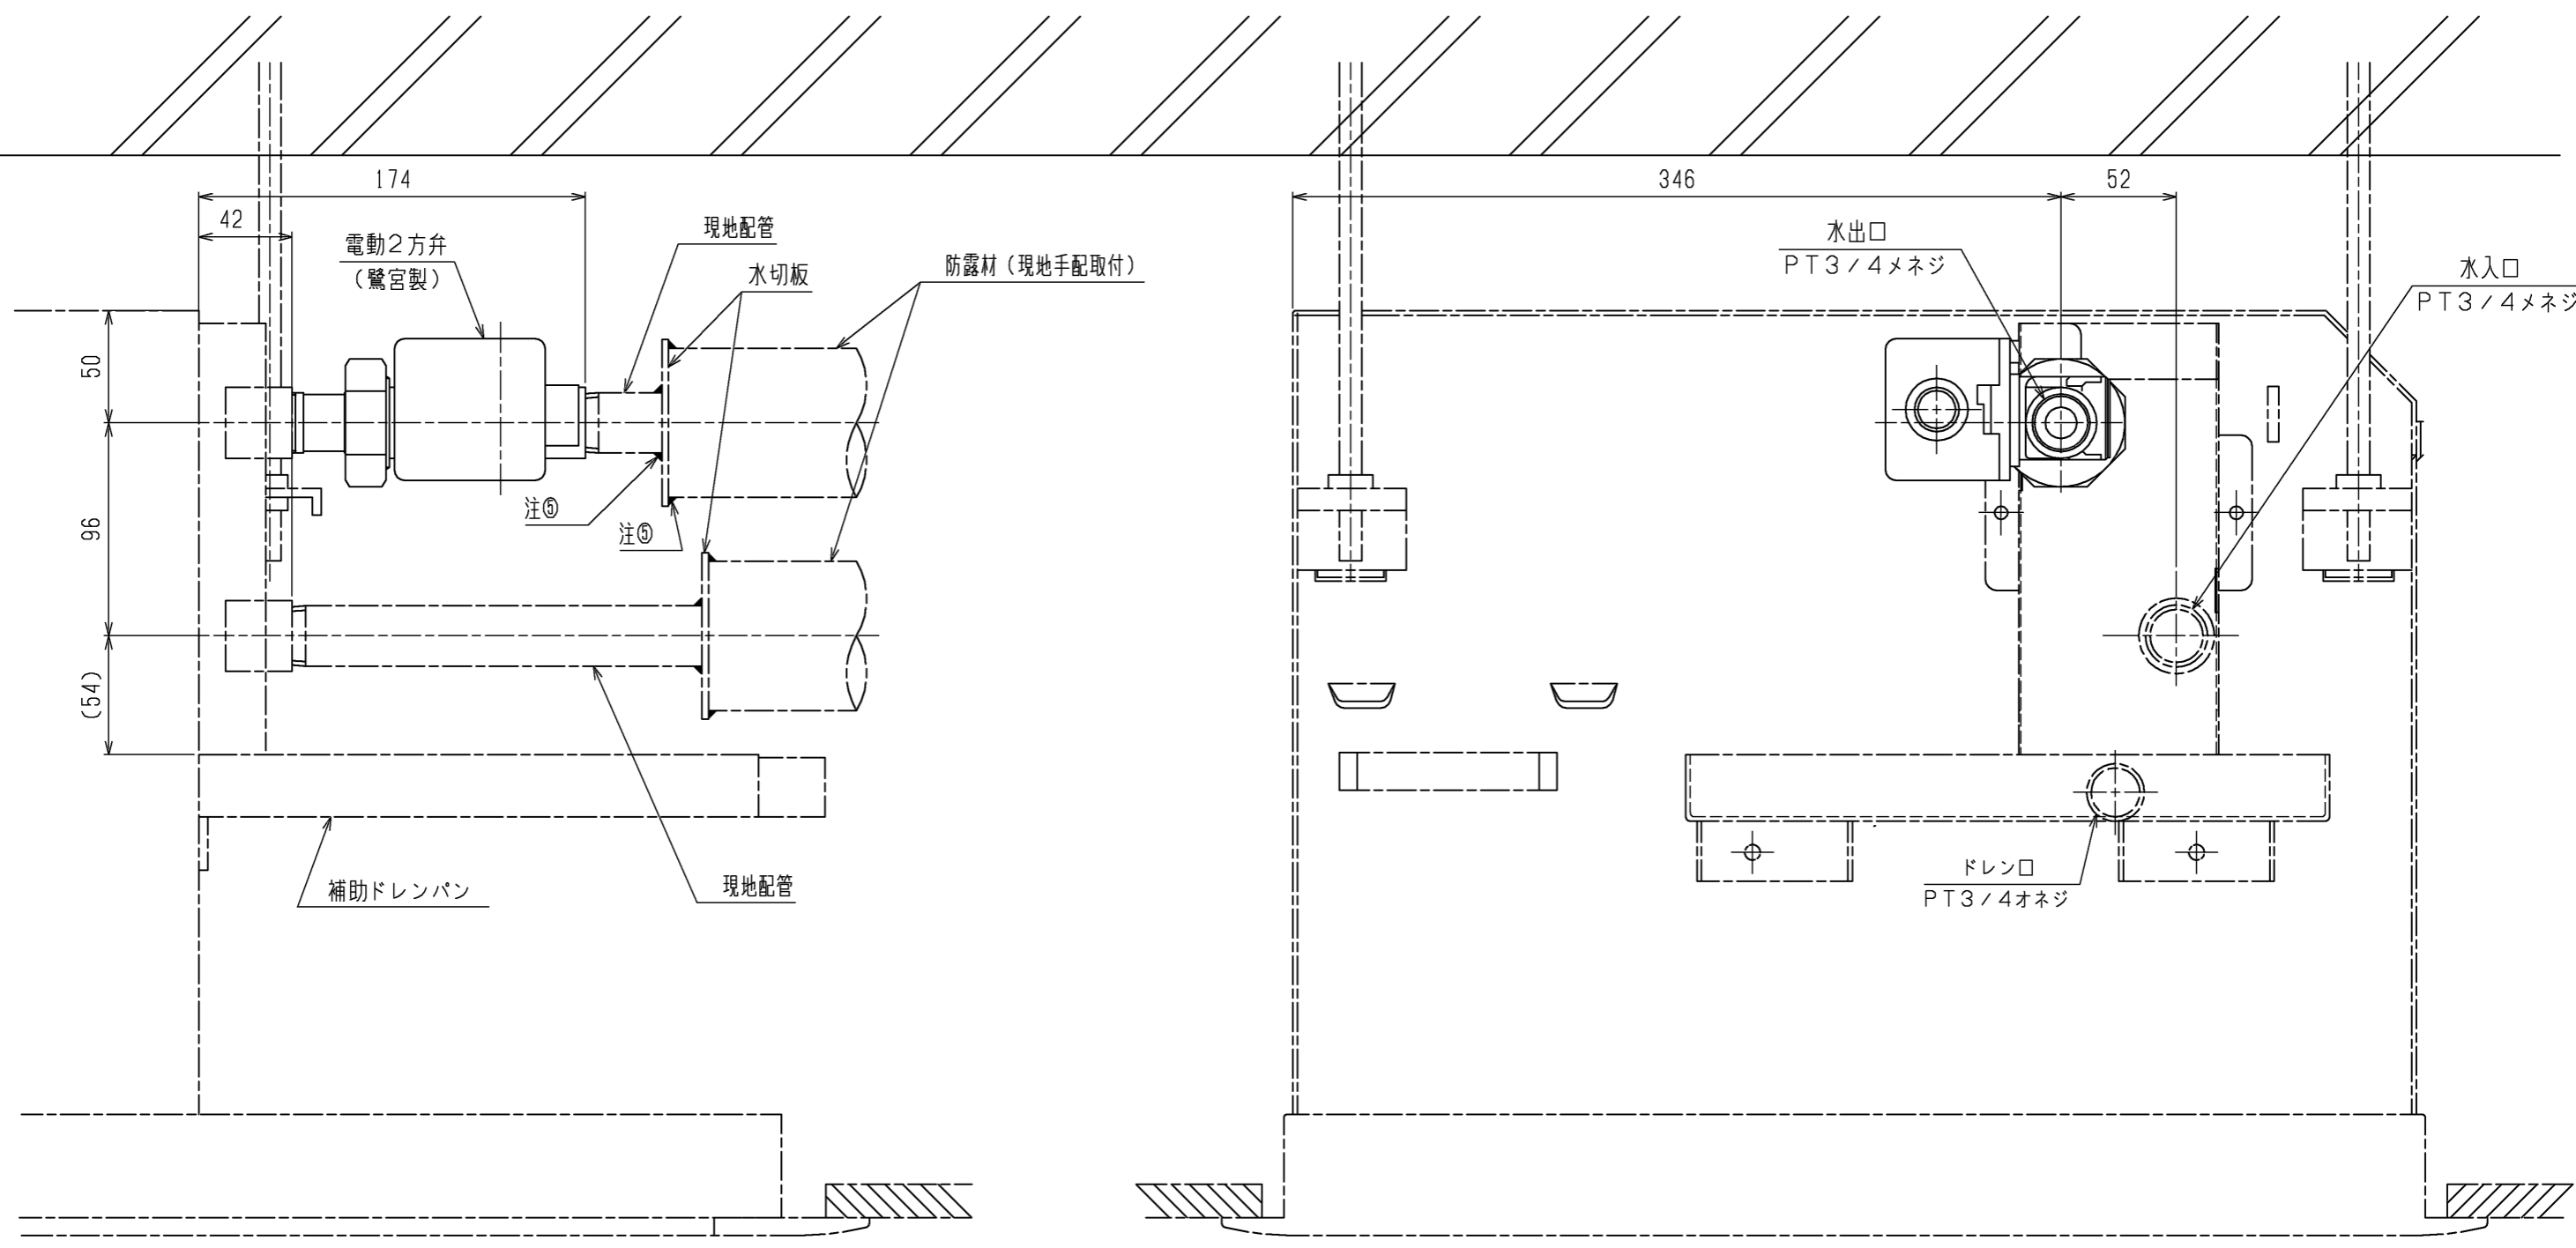 174
42
電動2方弁
(鷺宮製)
現地配管
水切板
防露材(現地手配取付)
50
96
(54)
注⑤
注⑤
補助ドレンパン
現地配管
346
52
水出口
PT3/4メネジ
水入口
PT3/4メネジ
ドレン口
PT3/4オネジ